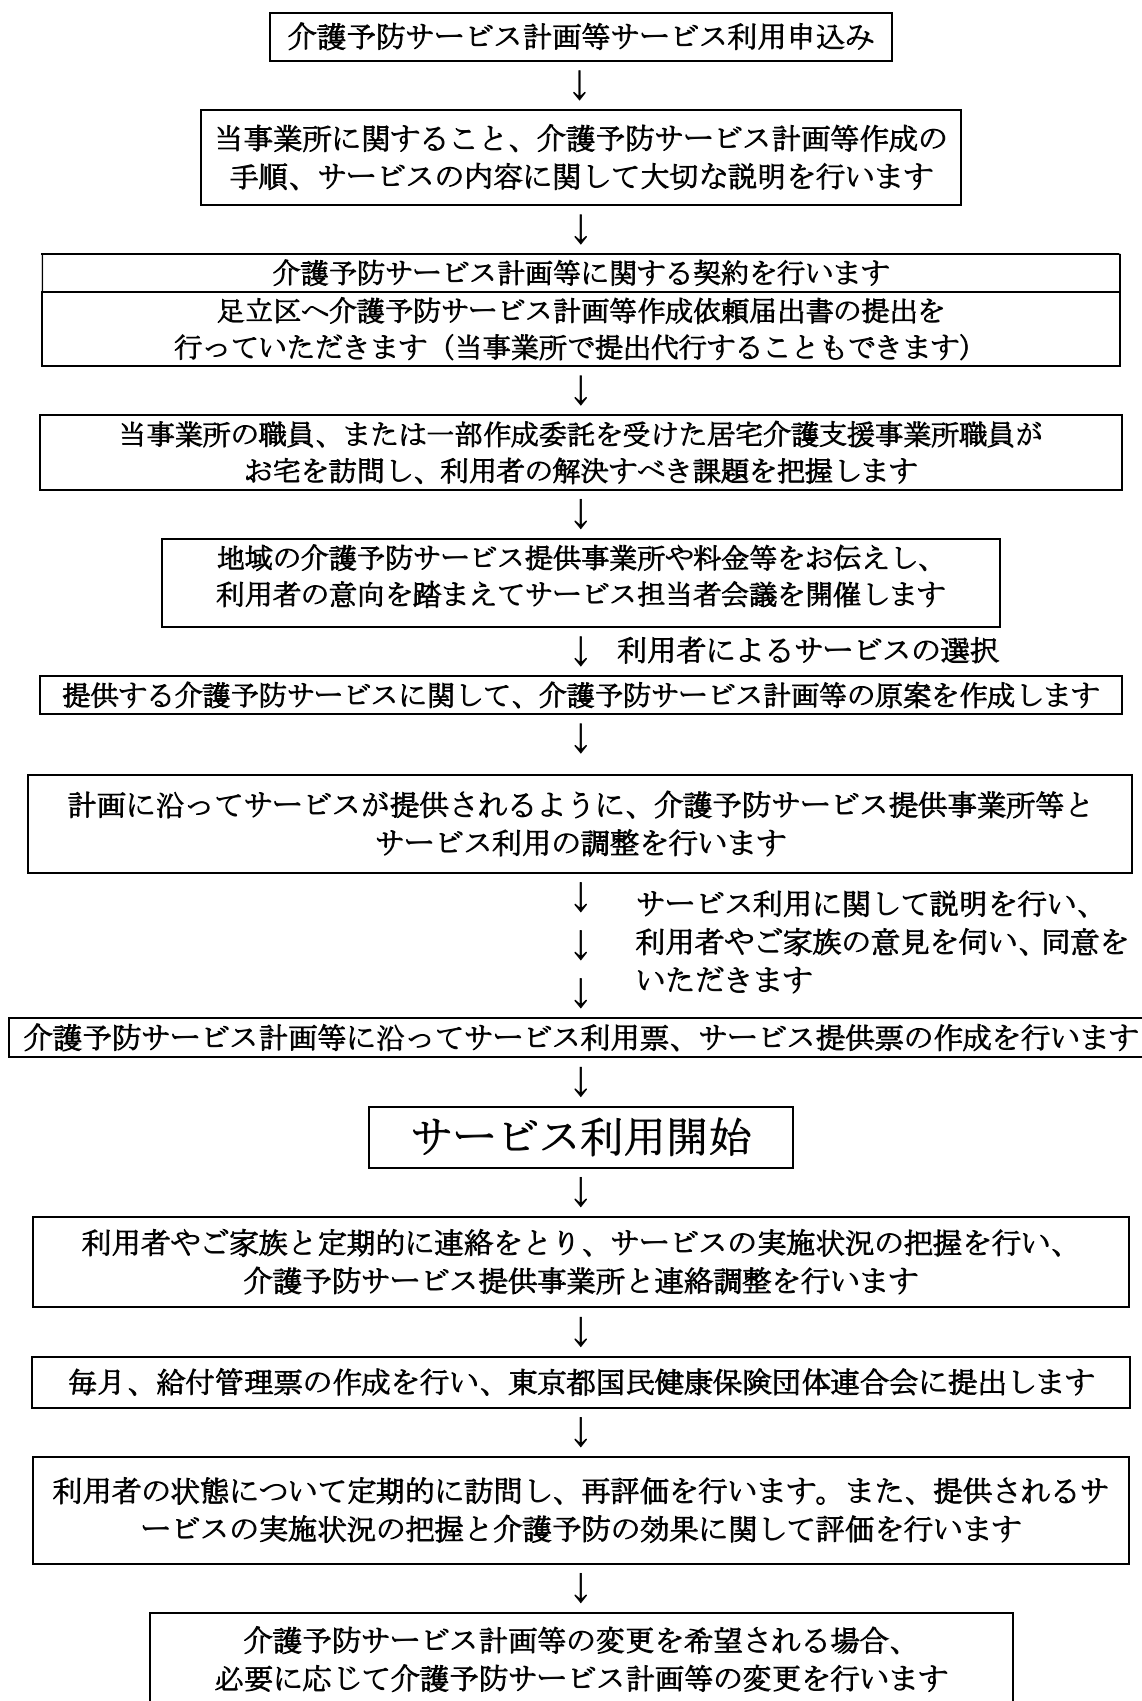 介護予防サービス計画等サービス利用申込み
↓
当事業所に関すること、介護予防サービス計画等作成の
手順、サービスの内容に関して大切な説明を行います
↓
介護予防サービス計画等に関する契約を行います
足立区へ介護予防サービス計画等作成依頼届出書の提出を
行っていただきます（当事業所で提出代行することもできます）
↓
当事業所の職員、または一部作成委託を受けた居宅介護支援事業所職員が
お宅を訪問し、利用者の解決すべき課題を把握します
↓
地域の介護予防サービス提供事業所や料金等をお伝えし、
利用者の意向を踏まえてサービス担当者会議を開催します
↓ 利用者によるサービスの選択
提供する介護予防サービスに関して、介護予防サービス計画等の原案を作成します
↓
計画に沿ってサービスが提供されるように、介護予防サービス提供事業所等と
サービス利用の調整を行います
↓ サービス利用に関して説明を行い、
↓ 利用者やご家族の意見を伺い、同意を
↓ いただきます
介護予防サービス計画等に沿ってサービス利用票、サービス提供票の作成を行います
↓
サービス利用開始
↓
利用者やご家族と定期的に連絡をとり、サービスの実施状況の把握を行い、
介護予防サービス提供事業所と連絡調整を行います
↓
毎月、給付管理票の作成を行い、東京都国民健康保険団体連合会に提出します
↓
利用者の状態について定期的に訪問し、再評価を行います。また、提供されるサ
ービスの実施状況の把握と介護予防の効果に関して評価を行います
↓
介護予防サービス計画等の変更を希望される場合、
必要に応じて介護予防サービス計画等の変更を行います